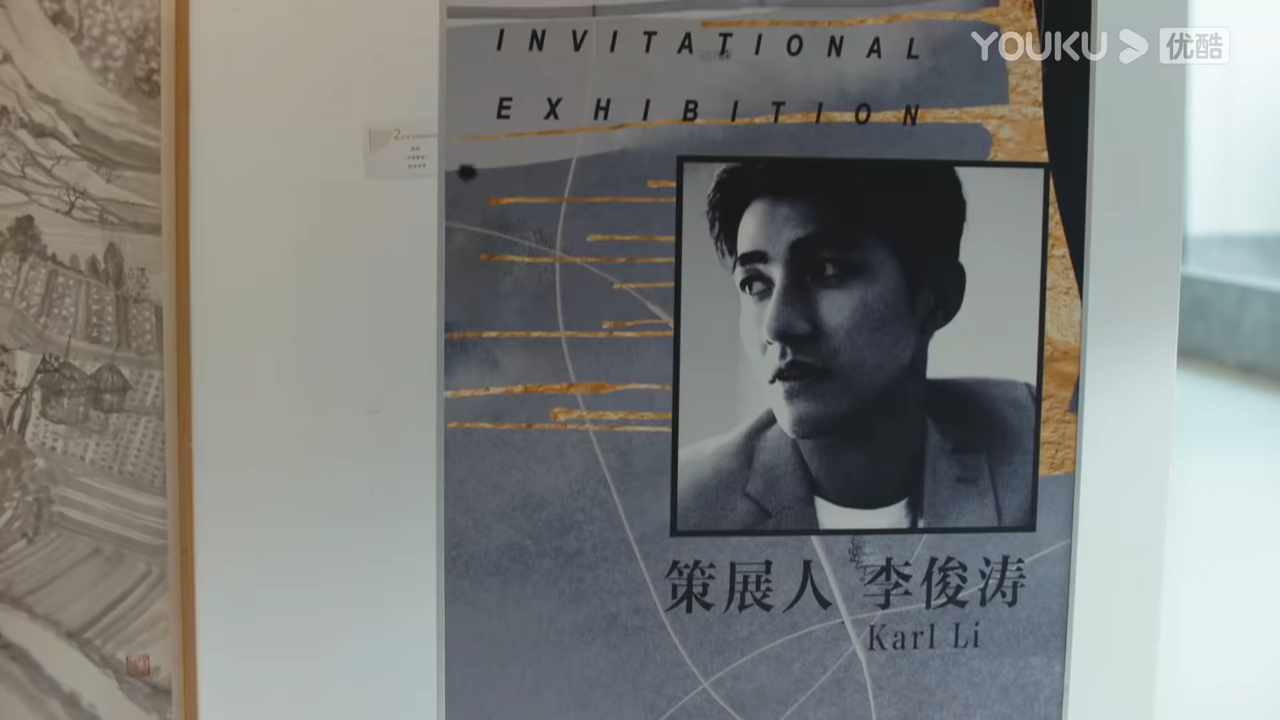 YOUKU 优酷
INVITATIONAL
EXHIBITION
策展人 李俊涛
Karl Li